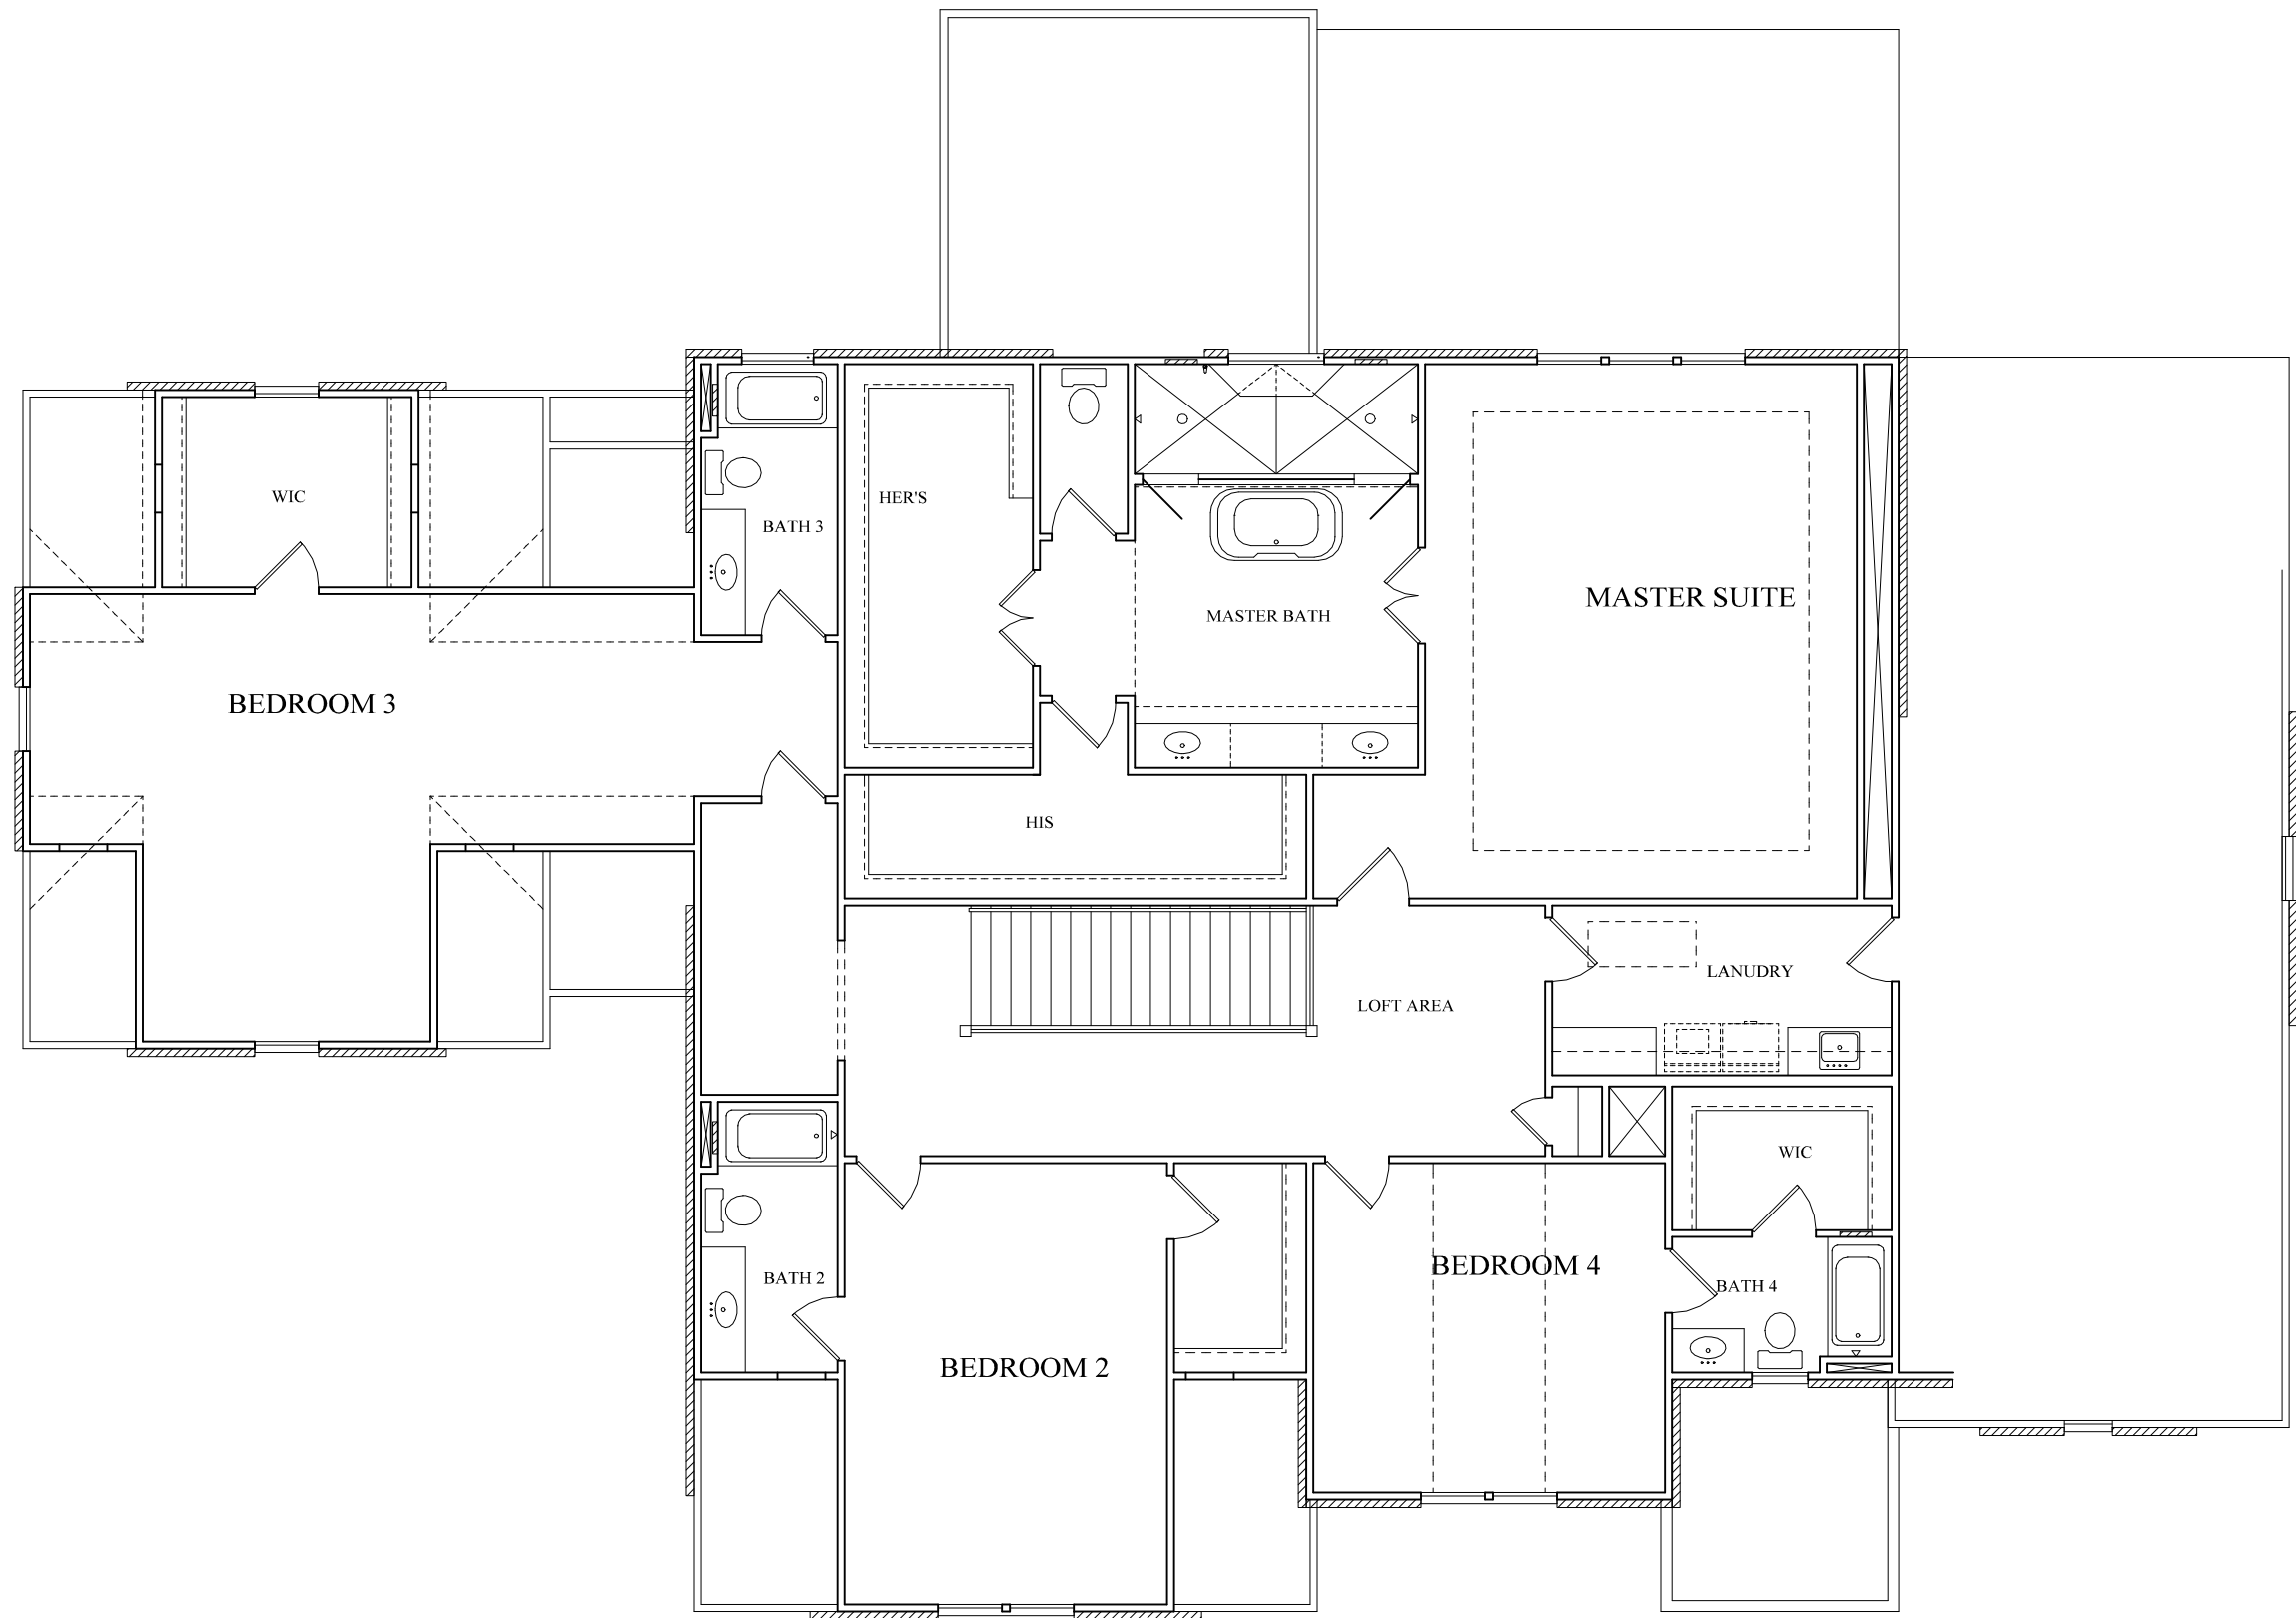 WIC
HER'S
BATH 3
MASTER SUITE
MASTER BATH
BEDROOM 3
HIS
LANUDRY
LOFT AREA
WIC
BEDROOM 4
BATH 2
BATH 4
BEDROOM 2